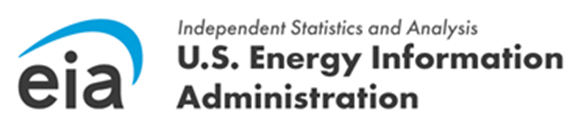 eia
Independent Statistics and Analysis
U.S. Energy Information
Administration